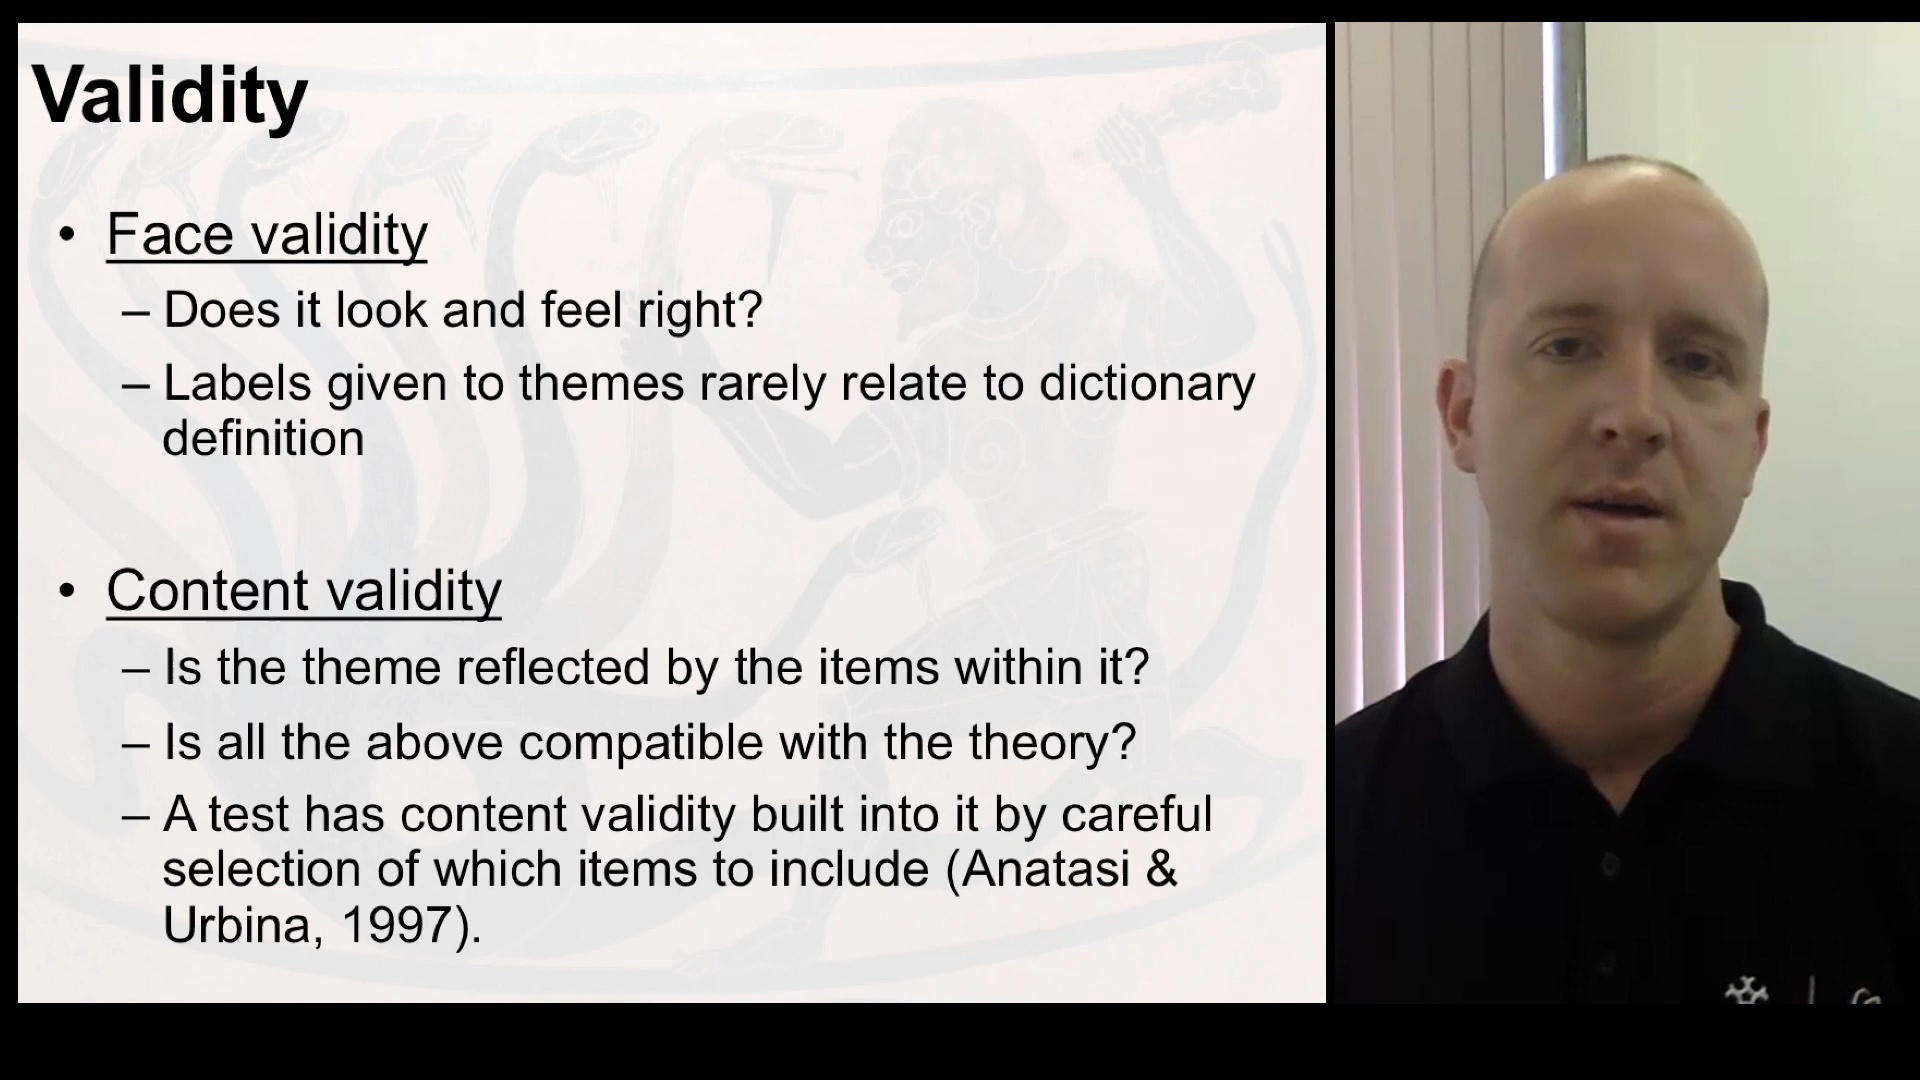 Validity
• Face validity
– Does it look and feel right?
– Labels given to themes rarely relate to dictionary
definition
• Content validity
– Is the theme reflected by the items within it?
– Is all the above compatible with the theory?
– A test has content validity built into it by careful
selection of which items to include (Anatasi &
Urbina, 1997).